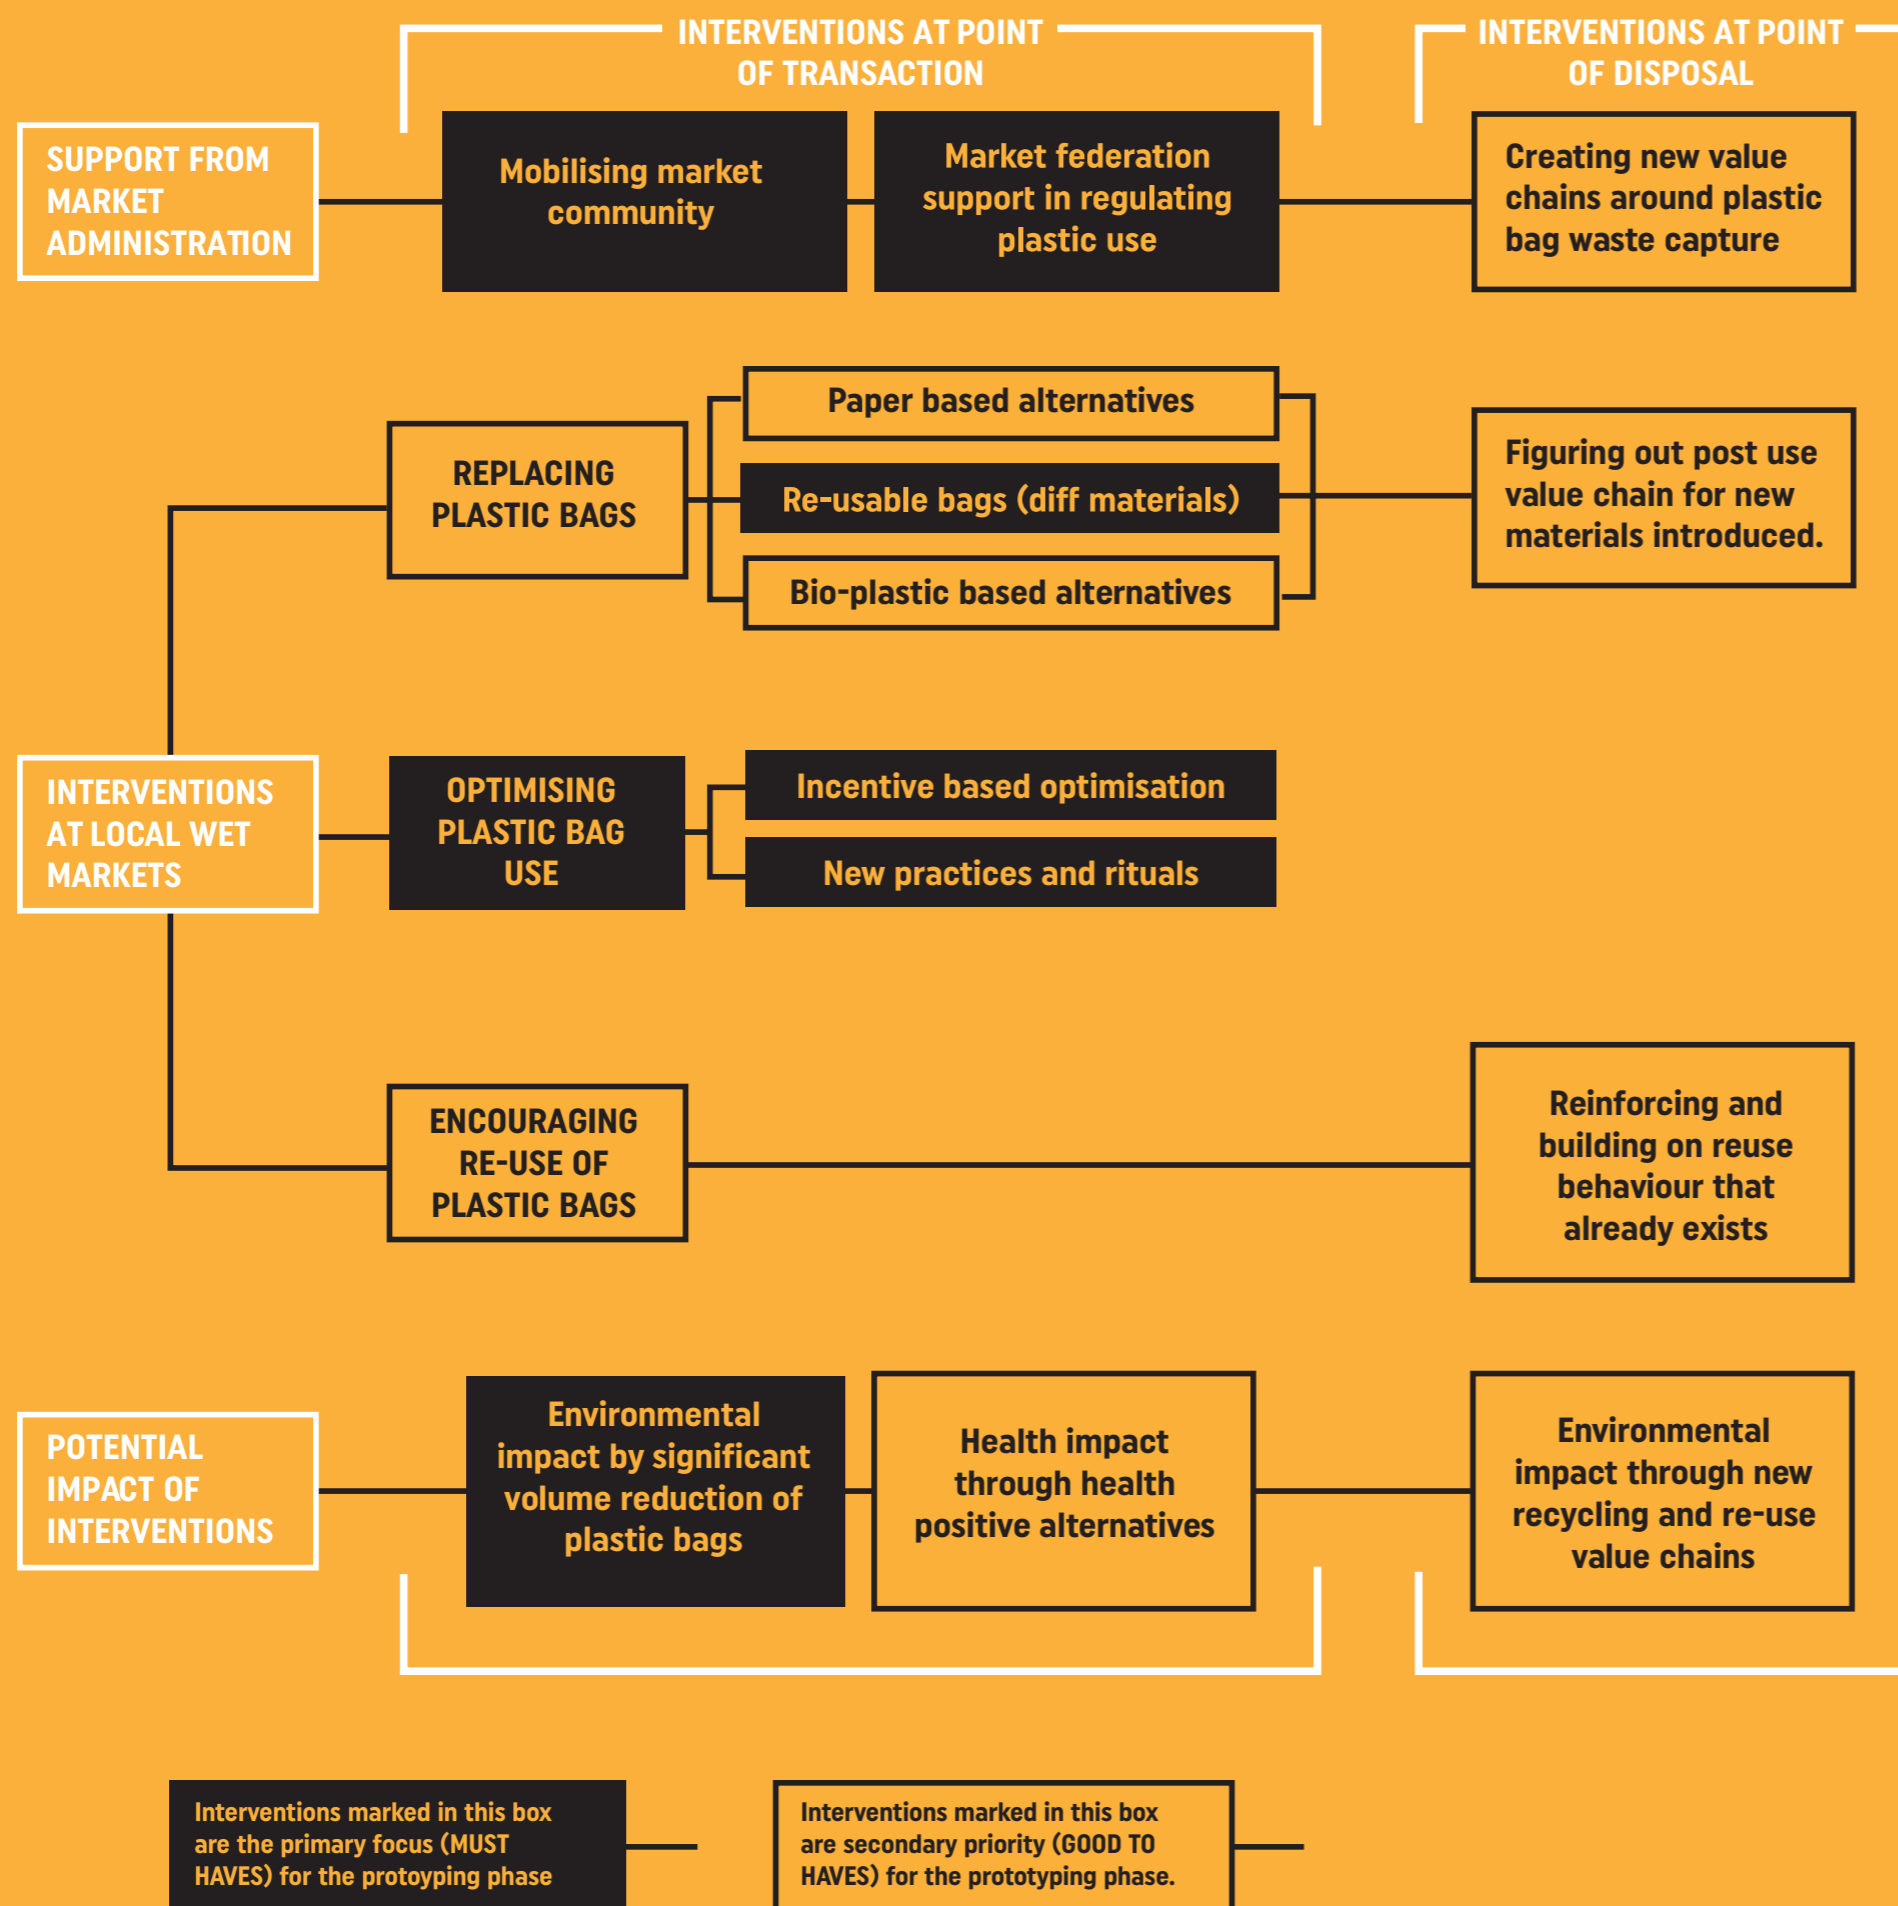 INTERVENTIONS AT POINT
OF TRANSACTION
INTERVENTIONS AT POINT
OF DISPOSAL
SUPPORT FROM
MARKET
ADMINISTRATION
Mobilising market
community
Market federation
support in regulating
plastic use
Creating new value
chains around plastic
bag waste capture
REPLACING
PLASTIC BAGS
Paper based alternatives
Re-usable bags (diff materials)
Bio-plastic based alternatives
Figuring out post use
value chain for new
materials introduced.
INTERVENTIONS
AT LOCAL WET
MARKETS
OPTIMISING
PLASTIC BAG
USE
Incentive based optimisation
New practices and rituals
ENCOURAGING
RE-USE OF
PLASTIC BAGS
Reinforcing and
building on reuse
behaviour that
already exists
POTENTIAL
IMPACT OF
INTERVENTIONS
Environmental
impact by significant
volume reduction of
plastic bags
Health impact
through health
positive alternatives
Environmental
impact through new
recycling and re-use
value chains
Interventions marked in this box
are the primary focus (MUST
HAVES) for the protoyping phase
Interventions marked in this box
are secondary priority (GOOD TO
HAVES) for the prototyping phase.